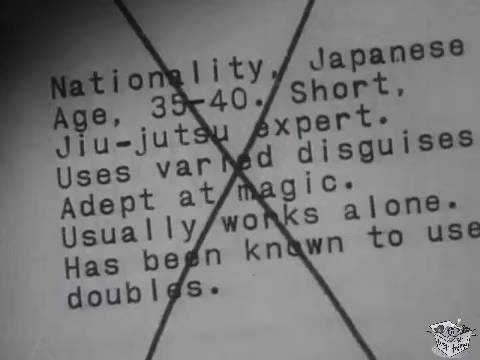 Nationality, Japanese
Age, 35-40. Short,
Jiu-jutsu expert.
Uses varied disguises
Adept at magic.
Usually works alone.
Has been known to use
doubles.